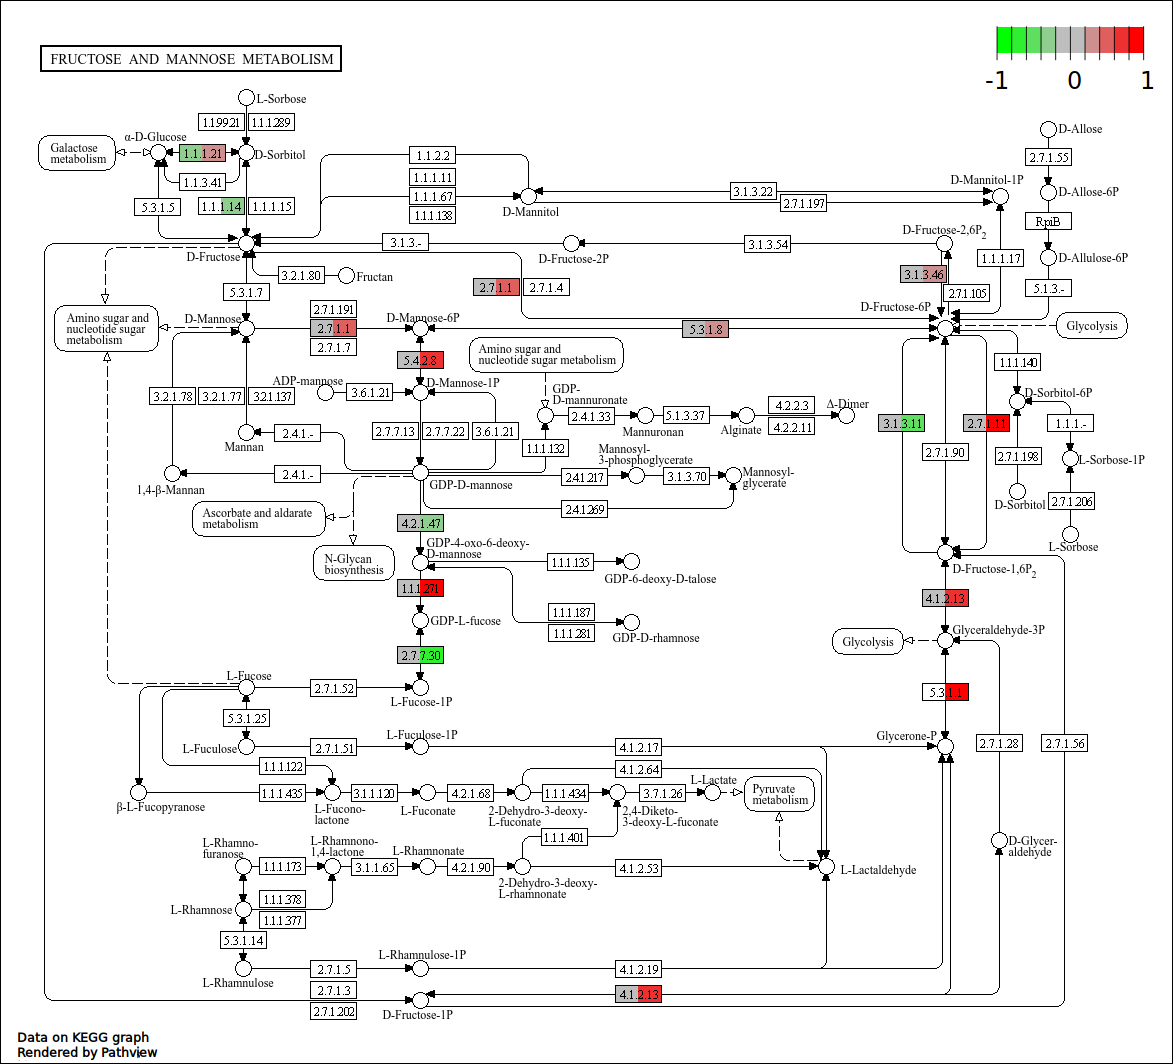 FRUCTOSE AND MANNOSE METABOLISM
-1 0 1
L-Sorbose
1.1.99.21
1.1.1.289
Galactose
metabolism
α-D-Glucose
1.1.1.21
D-Sorbitol
1.1.3.41
5.3.1.5
1.1.1.14
1.1.1.15
1.1.2.2
1.1.1.11
1.1.1.67
1.1.1.138
D-Mannitol
3.1.3.22
2.7.1.197
D-Mannitol-1P
D-Allose
2.7.1.55
D-Allose-6P
RpiB
D-Allulose-6P
5.1.3.-
D-Fructose
3.1.3.-
D-Fructose-2P
3.1.3.54
D-Fructose-2,6P2
1.1.1.17
3.1.3.46
2.7.1.105
D-Fructose-6P
3.2.1.80
Fructan
5.3.1.7
2.7.1.1
2.7.1.4
Amino sugar and
nucleotide sugar
metabolism
D-Mannose
2.7.1.191
2.7.1.1
2.7.1.7
D-Mannose-6P
5.3.1.8
Glycolysis
5.4.2.8
Amino sugar and
nucleotide sugar metabolism
1.1.1.140
ADP-mannose
3.6.1.21
D-Mannose-1P
GDP-
D-mannuronate
D-Sorbitol-6P
3.2.1.78
3.2.1.77
3.2.1.137
2.4.1.33
Mannuronan
5.1.3.37
Alginate
4.2.2.3
4.2.2.11
Δ-Dimer
3.1.3.11
2.7.1.11
1.1.1.-
Mannan
2.4.1.-
2.7.7.13
2.7.7.22
3.6.1.21
1.1.1.132
2.7.1.90
2.7.1.198
L-Sorbose-1P
1,4-β-Mannan
2.4.1.-
GDP-D-mannose
2.4.1.217
Mannosyl-
3-phosphoglycerate
3.1.3.70
Mannosyl-
glycerate
2.4.1.269
D-Sorbitol
2.7.1.206
L-Sorbose
Ascorbate and aldarate
metabolism
4.2.1.47
N-Glycan
biosynthesis
GDP-4-oxo-6-deoxy-
D-mannose
1.1.1.135
GDP-6-deoxy-D-talose
D-Fructose-1,6P2
1.1.1.271
4.1.2.13
GDP-L-fucose
1.1.1.187
1.1.1.281
GDP-D-rhamnose
Glycolysis
Glyceraldehyde-3P
2.7.7.30
L-Fucose
2.7.1.52
L-Fucose-1P
5.3.1.1
5.3.1.25
L-Fuculose
2.7.1.51
L-Fuculose-1P
4.1.2.17
Glycerone-P
2.7.1.28
2.7.1.56
1.1.1.122
4.1.2.64
β-L-Fucopyranose
1.1.1.435
L-Fucono-
lactone
3.1.1.120
L-Fuconate
4.2.1.68
2-Dehydro-3-deoxy-
L-fuconate
1.1.1.434
2,4-Diketo-
3-deoxy-L-fuconate
3.7.1.26
L-Lactate
Pyruvate
metabolism
1.1.1.401
L-Rhamno-
furanose
1.1.1.173
L-Rhamnono-
1,4-lactone
3.1.1.65
L-Rhamnonate
4.2.1.90
2-Dehydro-3-deoxy-
L-rhamnonate
4.1.2.53
L-Lactaldehyde
D-Glycer-
aldehyde
L-Rhamnose
1.1.1.378
1.1.1.377
5.3.1.14
L-Rhamnulose
2.7.1.5
L-Rhamnulose-1P
4.1.2.19
2.7.1.3
2.7.1.202
D-Fructose-1P
4.1.2.13
Data on KEGG graph
Rendered by Pathview